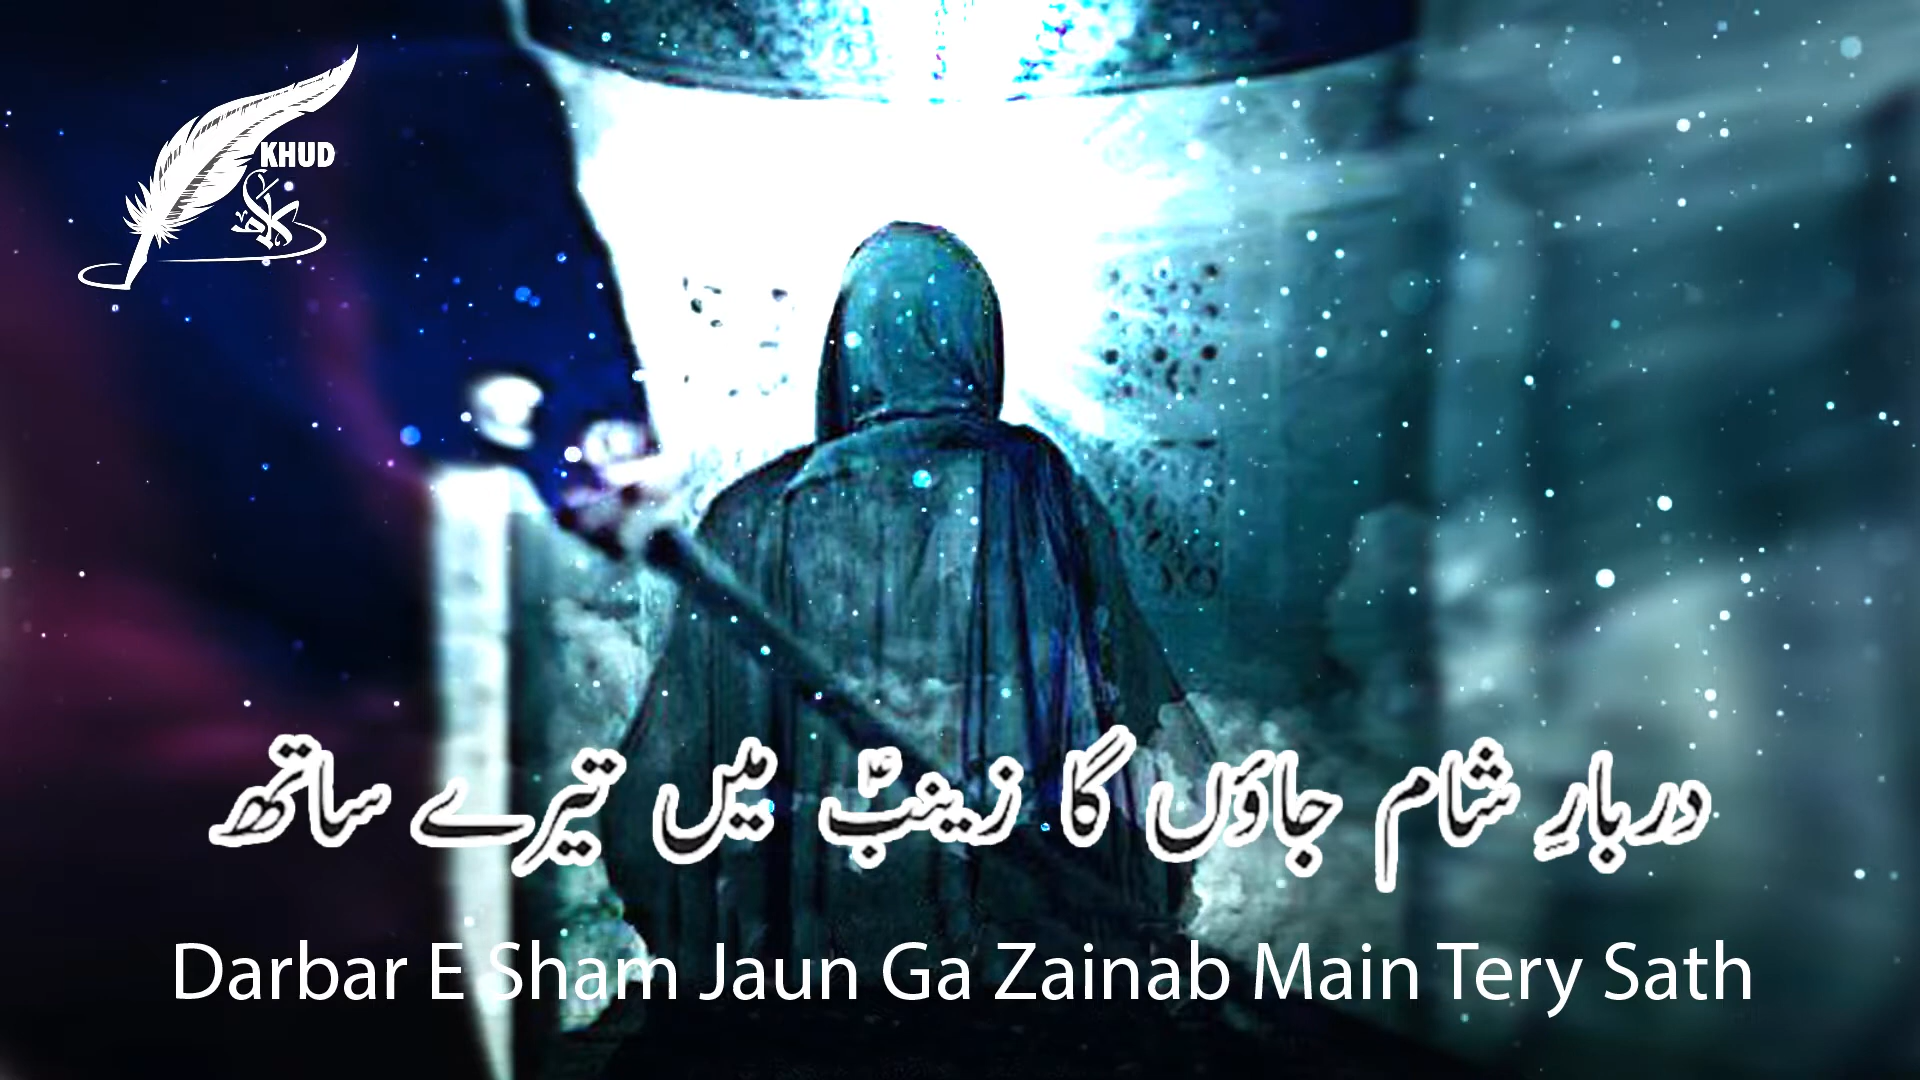 KHUD
دربارِ شام جاؤں گا زینبؑ میں تیرے ساتھ
Darbar E Sham Jaun Ga Zainab Main Tery Sath